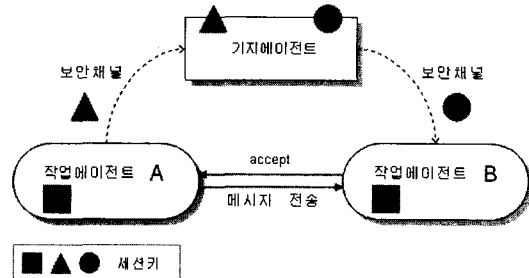 기지에이전트
보안채널
보안채널
작업에이전트 A
accept
작업에이전트 B
메시지 전송
세션키